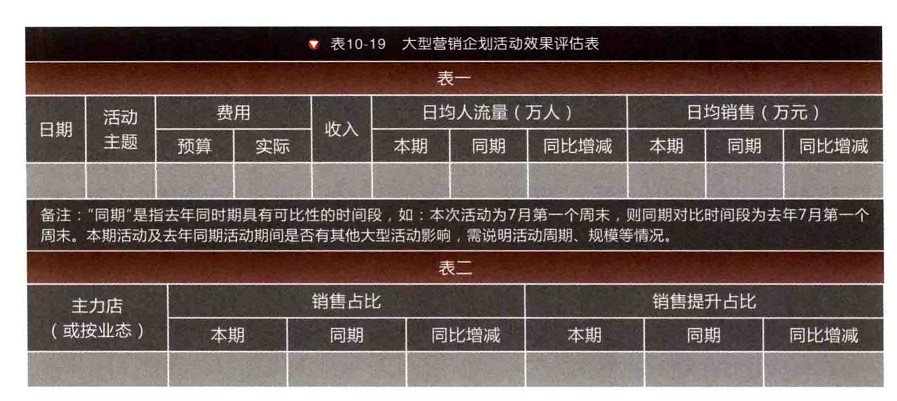 表10-19 大型营销企划活动效果评估表
表一
日期 活动主题 费用 收入 日均人流量（万人） 日均销售（万元）
预算 实际 本期 同期 同比增减 本期 同期 同比增减
备注：“同期”是指去年同时期具有可比性的时间段，如：本次活动为7月第一个周末，则同期对比时间段为去年7月第一个
周末。本期活动及去年同期活动期间是否有其他大型活动影响，需说明活动周期、规模等情况。
表二
主力店（或按业态） 销售占比 销售提升占比
本期 同期 同比增减 本期 同期 同比增减